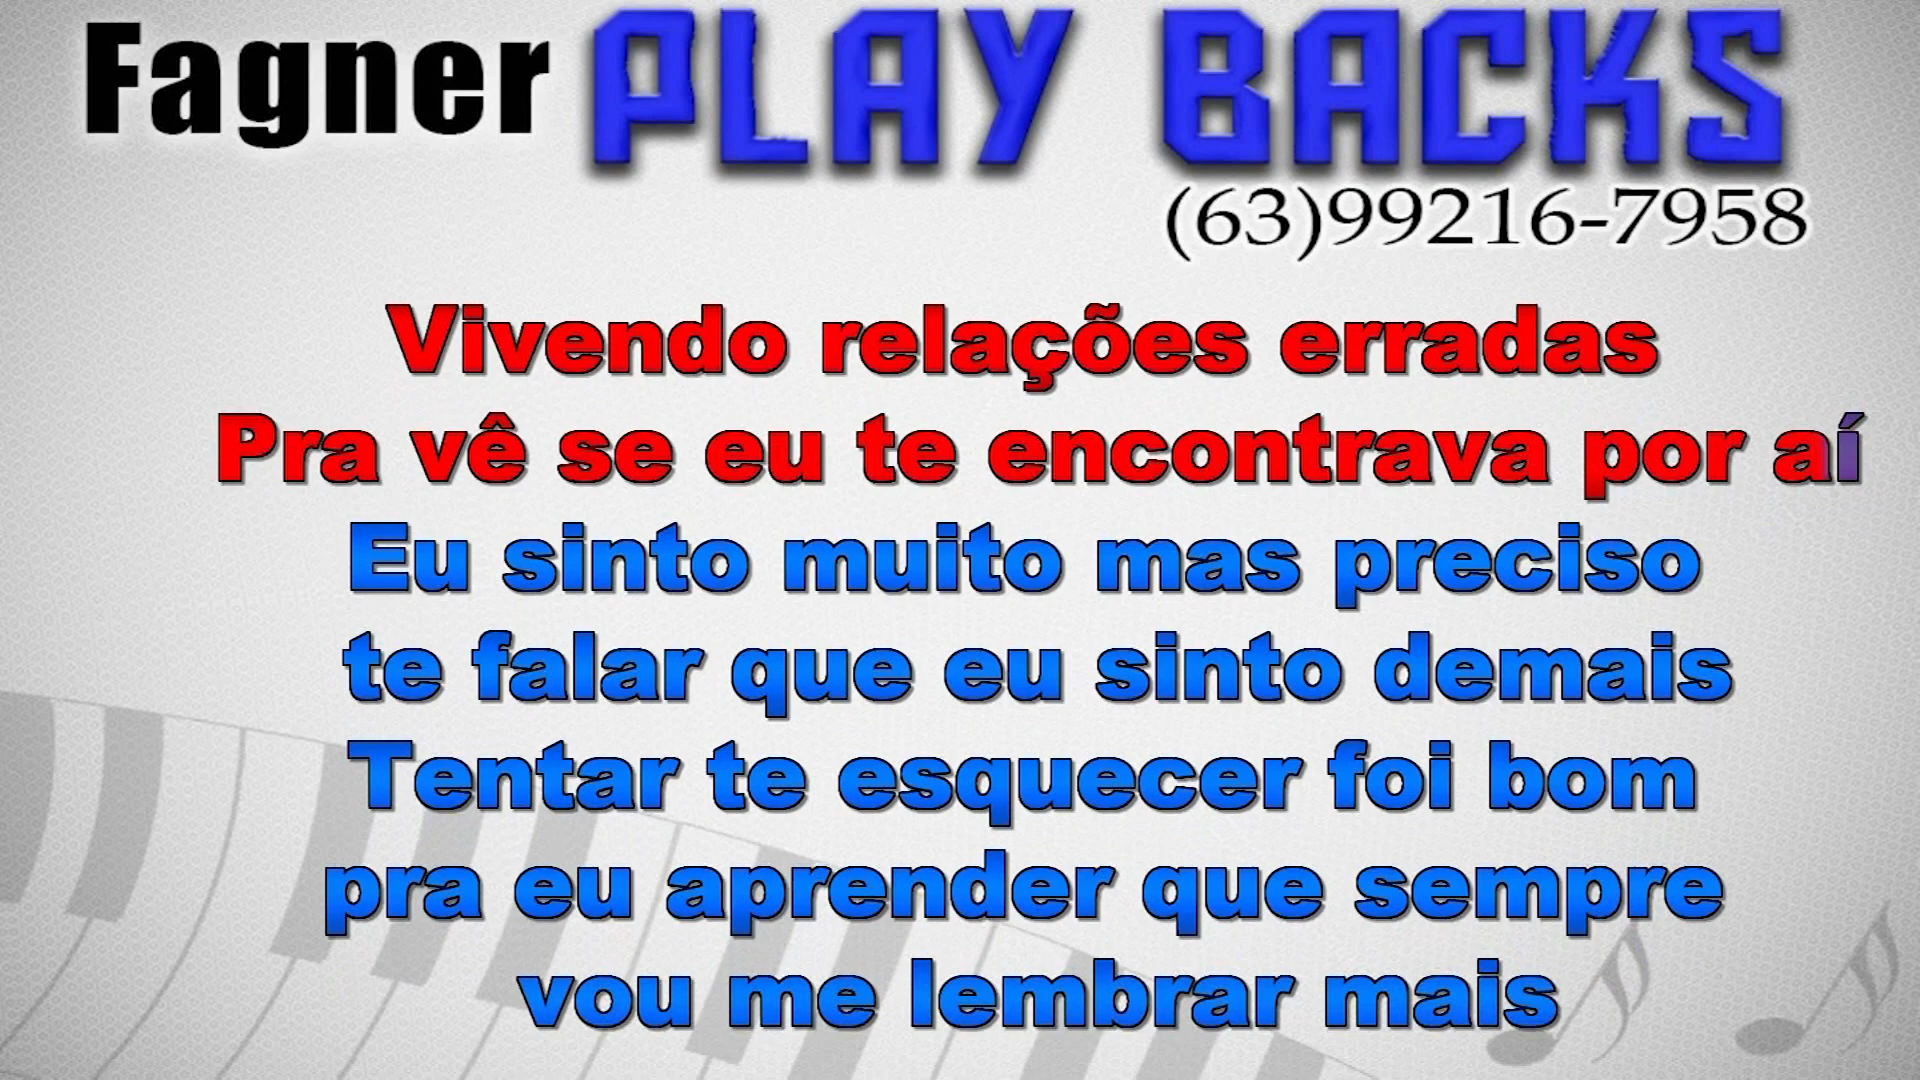 Fagner PLAY BACKS
(63)99216-7958
Vivendo relações erradas
Pra vê se eu te encontrava por aí
Eu sinto muito mas preciso
te falar que eu sinto demais
Tentar te esquecer foi bom
pra eu aprender que sempre
vou me lembrar mais